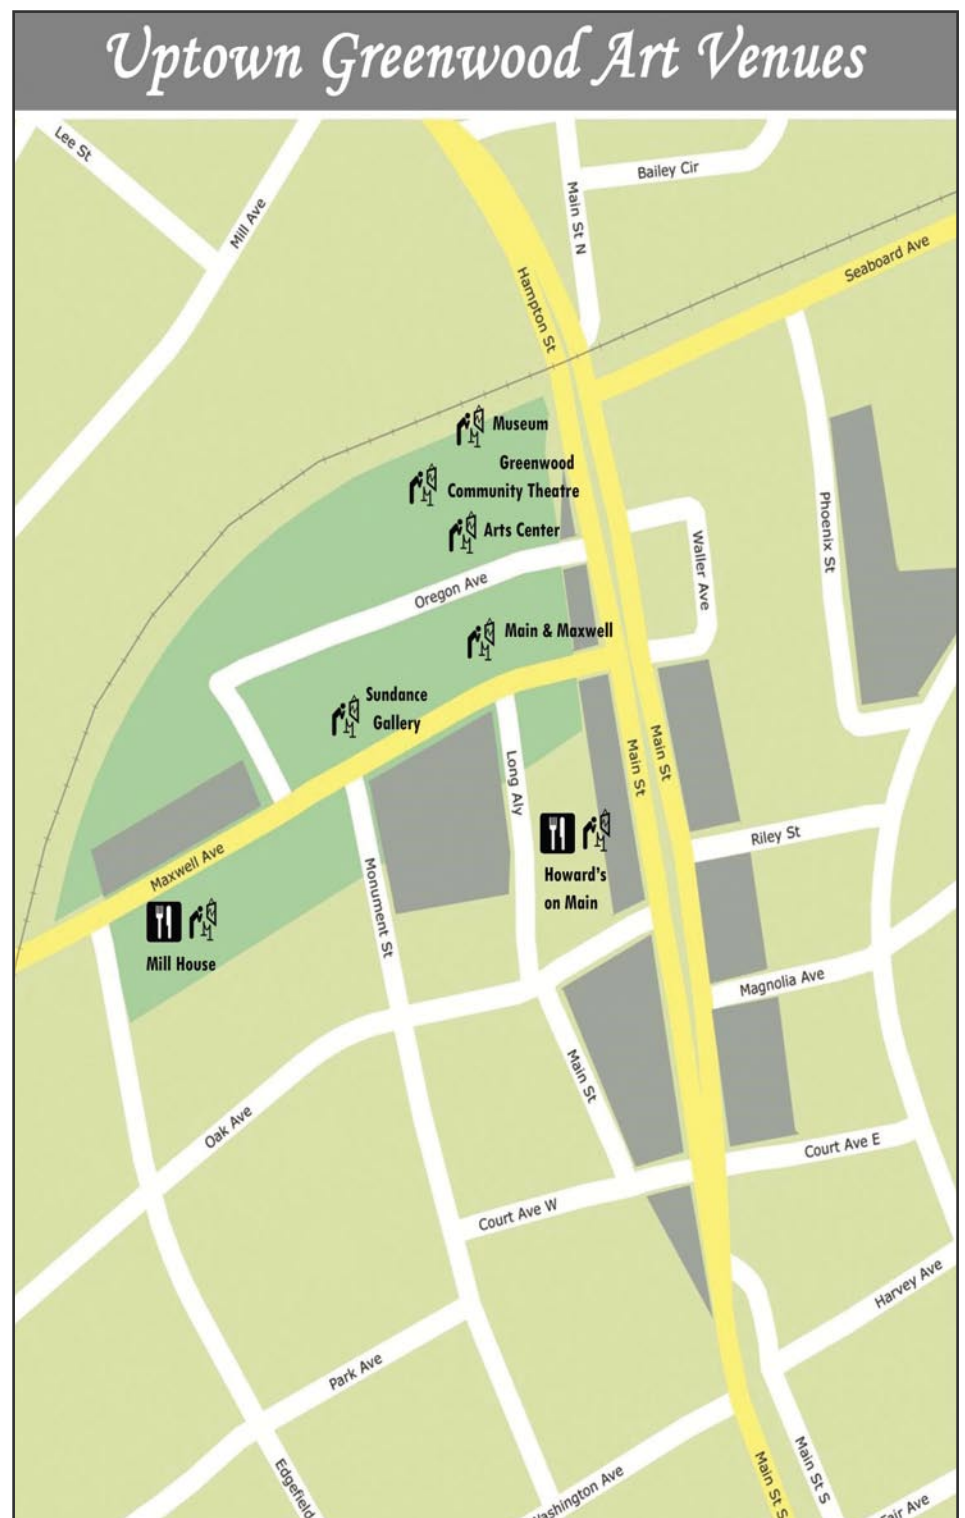 Uptown Greenwood Art Venues
Lee St
Mill Ave
Main St N
Bailey Cir
Seaboard Ave
Hampton St
Museum
Greenwood
Community Theatre
Arts Center
Oregon Ave
Waller Ave
Phoenix St
Main & Maxwell
Sundance
Gallery
Main St
Main St
Long Aly
Riley St
Maxwell Ave
Howard's
on Main
Monument St
Mill House
Magnolia Ave
Main St
Oak Ave
Court Ave E
Court Ave W
Harvey Ave
Park Ave
Edgefield
Washington Ave
Main St S
Main St S
Fair Ave